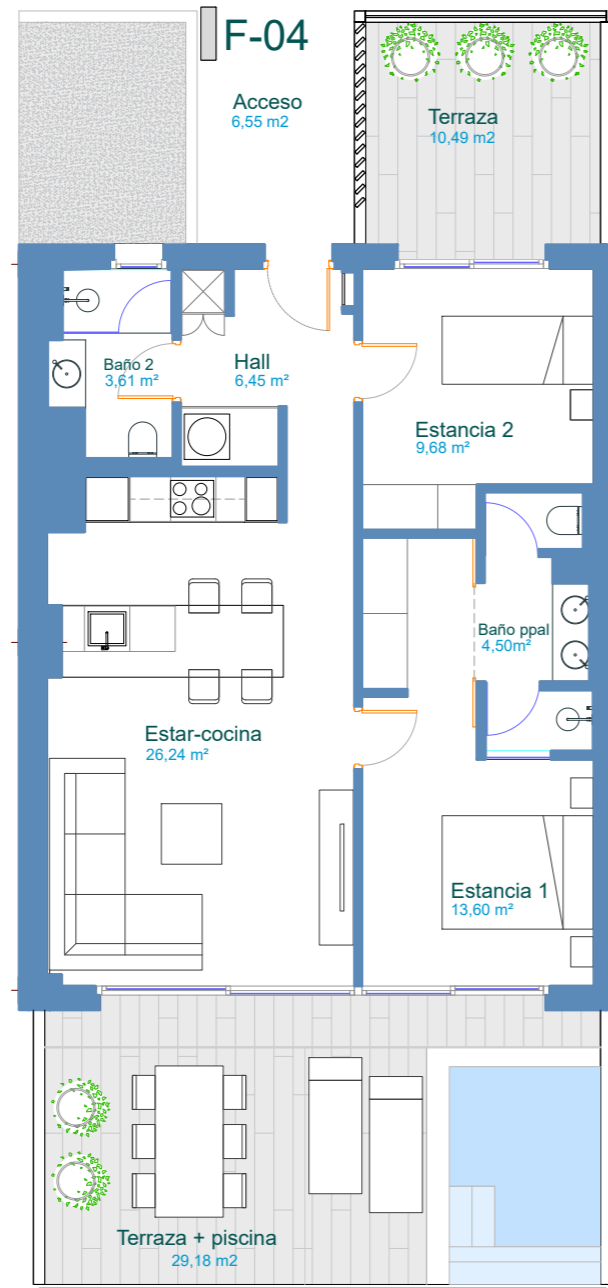 F-04
Acceso
6,55 m2
Terraza
10,49 m2
Baño 2
3,61 m²
Hall
6,45 m²
Estancia 2
9,68 m²
Baño ppal
4,50m²
Estar-cocina
26,24 m²
Estancia 1
13,60 m²
Terraza + piscina
29,18 m2